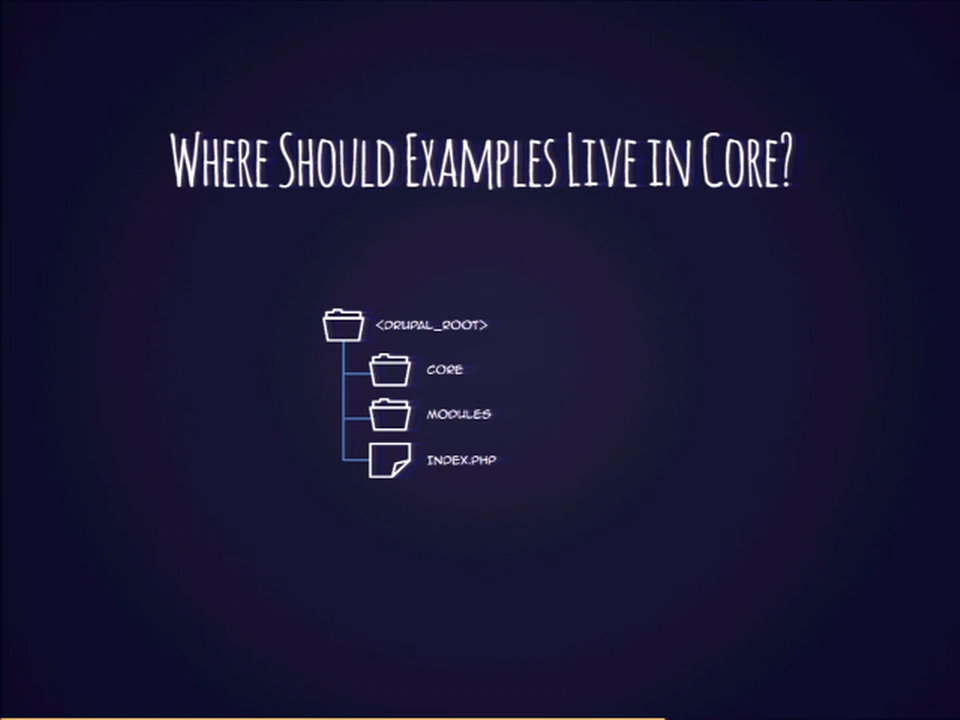 WHERE SHOULD EXAMPLES LIVE IN CORE?
<DRUPAL_ROOT>
CORE
MODULES
INDEX.PHP